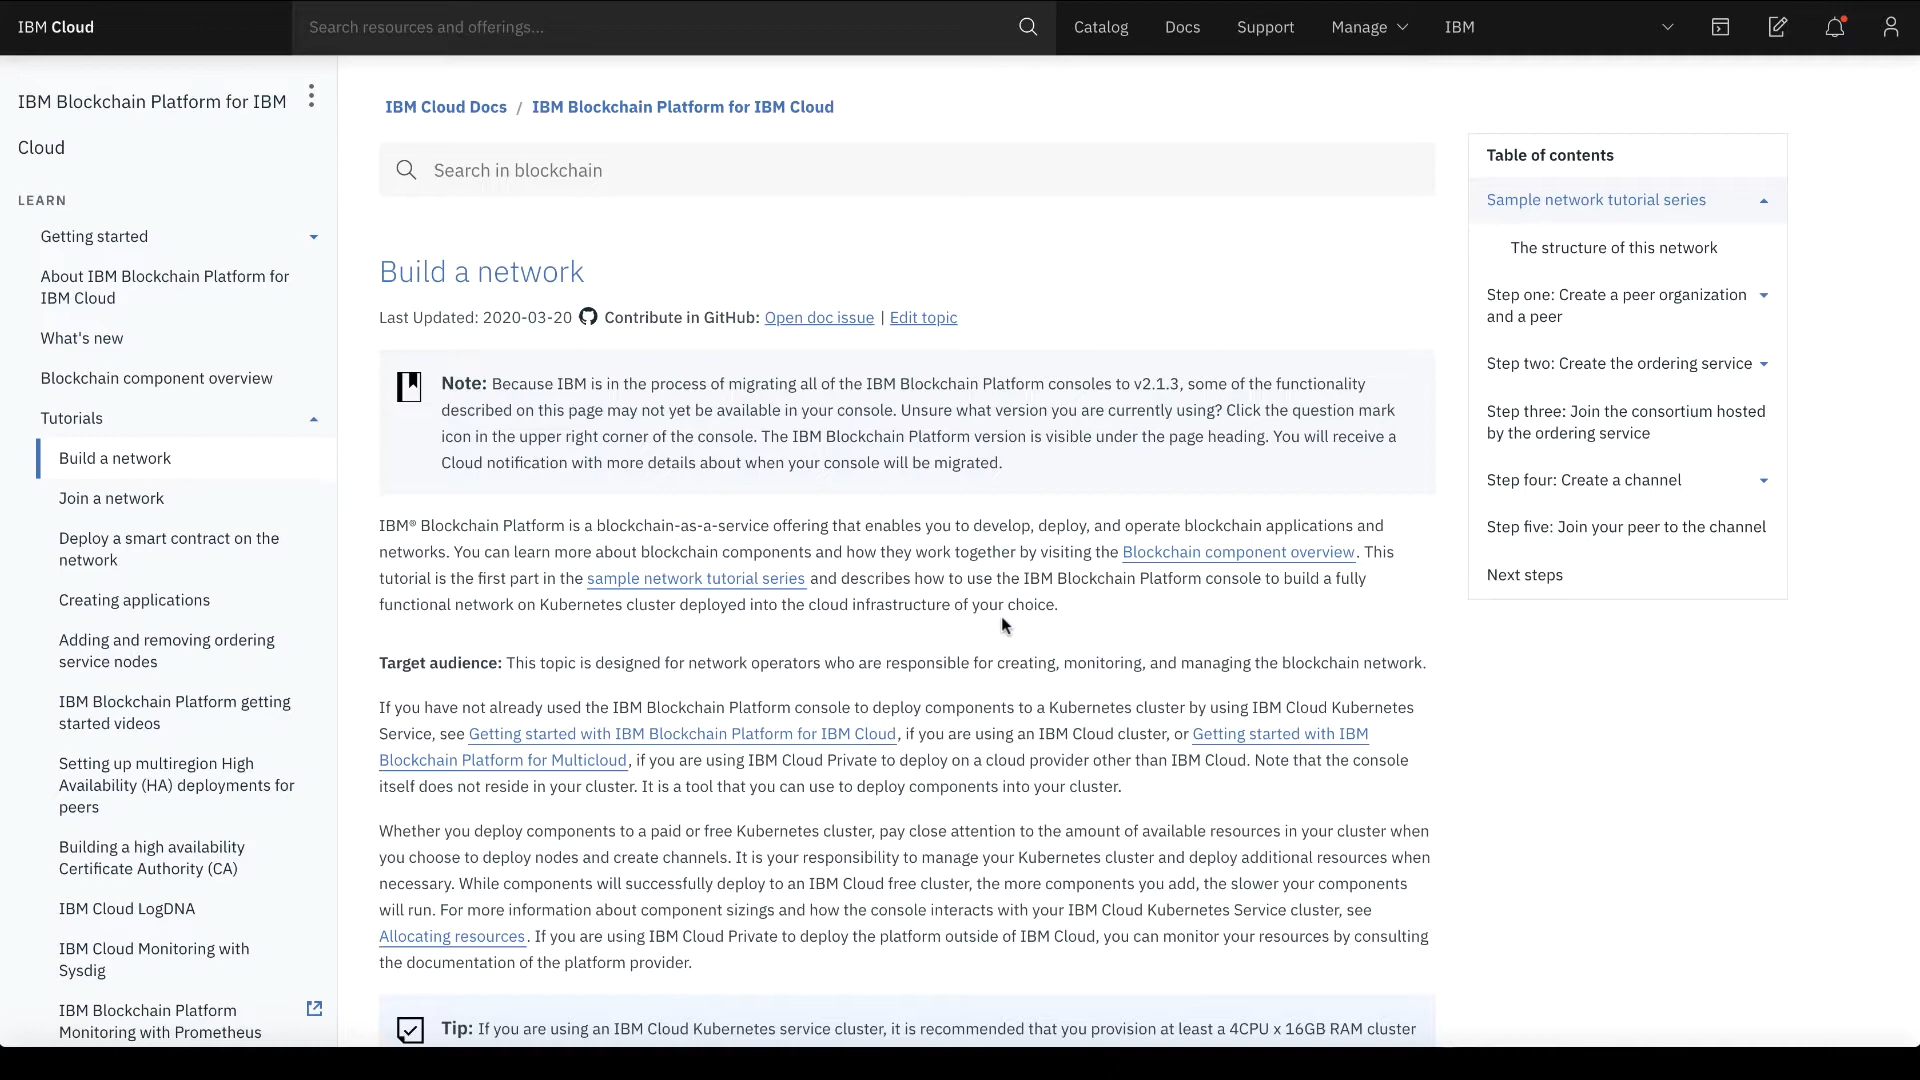 IBM Cloud
Search resources and offerings...
Catalog
Docs
Support
Manage
IBM
IBM Blockchain Platform for IBM
Cloud
LEARN
Getting started
About IBM Blockchain Platform for
IBM Cloud
What's new
Blockchain component overview
Tutorials
Build a network
Join a network
Deploy a smart contract on the
network
Creating applications
Adding and removing ordering
service nodes
IBM Blockchain Platform getting
started videos
Setting up multiregion High
Availability (HA) deployments for
peers
Building a high availability
Certificate Authority (CA)
IBM Cloud LogDNA
IBM Cloud Monitoring with
Sysdig
IBM Blockchain Platform
Monitoring with Prometheus
IBM Cloud Docs / IBM Blockchain Platform for IBM Cloud
Search in blockchain
Build a network
Last Updated: 2020-03-20 Contribute in GitHub: Open doc issue | Edit topic
Note: Because IBM is in the process of migrating all of the IBM Blockchain Platform consoles to v2.1.3, some of the functionality
described on this page may not yet be available in your console. Unsure what version you are currently using? Click the question mark
icon in the upper right corner of the console. The IBM Blockchain Platform version is visible under the page heading. You will receive a
Cloud notification with more details about when your console will be migrated.
IBM® Blockchain Platform is a blockchain-as-a-service offering that enables you to develop, deploy, and operate blockchain applications and
networks. You can learn more about blockchain components and how they work together by visiting the Blockchain component overview. This
tutorial is the first part in the sample network tutorial series and describes how to use the IBM Blockchain Platform console to build a fully
functional network on Kubernetes cluster deployed into the cloud infrastructure of your choice.
Target audience: This topic is designed for network operators who are responsible for creating, monitoring, and managing the blockchain network.
If you have not already used the IBM Blockchain Platform console to deploy components to a Kubernetes cluster by using IBM Cloud Kubernetes
Service, see Getting started with IBM Blockchain Platform for IBM Cloud, if you are using an IBM Cloud cluster, or Getting started with IBM
Blockchain Platform for Multicloud, if you are using IBM Cloud Private to deploy on a cloud provider other than IBM Cloud. Note that the console
itself does not reside in your cluster. It is a tool that you can use to deploy components into your cluster.
Whether you deploy components to a paid or free Kubernetes cluster, pay close attention to the amount of available resources in your cluster when
you choose to deploy nodes and create channels. It is your responsibility to manage your Kubernetes cluster and deploy additional resources when
necessary. While components will successfully deploy to an IBM Cloud free cluster, the more components you add, the slower your components
will run. For more information about component sizings and how the console interacts with your IBM Cloud Kubernetes Service cluster, see
Allocating resources. If you are using IBM Cloud Private to deploy the platform outside of IBM Cloud, you can monitor your resources by consulting
the documentation of the platform provider.
Tip: If you are using an IBM Cloud Kubernetes service cluster, it is recommended that you provision at least a 4CPU x 16GB RAM cluster
Table of contents
Sample network tutorial series
The structure of this network
Step one: Create a peer organization
and a peer
Step two: Create the ordering service
Step three: Join the consortium hosted
by the ordering service
Step four: Create a channel
Step five: Join your peer to the channel
Next steps